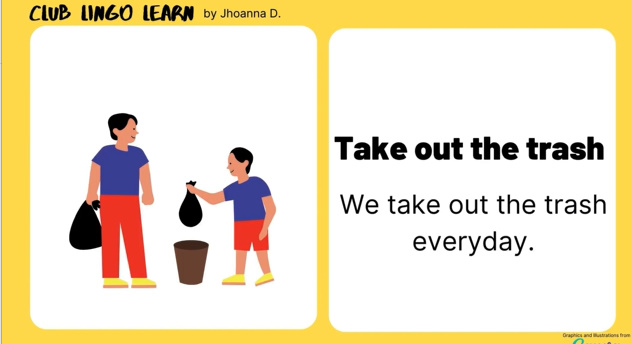 CLUB LINGO LEARN by Jhoanna D.
Take out the trash
We take out the trash
everyday.
Graphics and Illustrations from